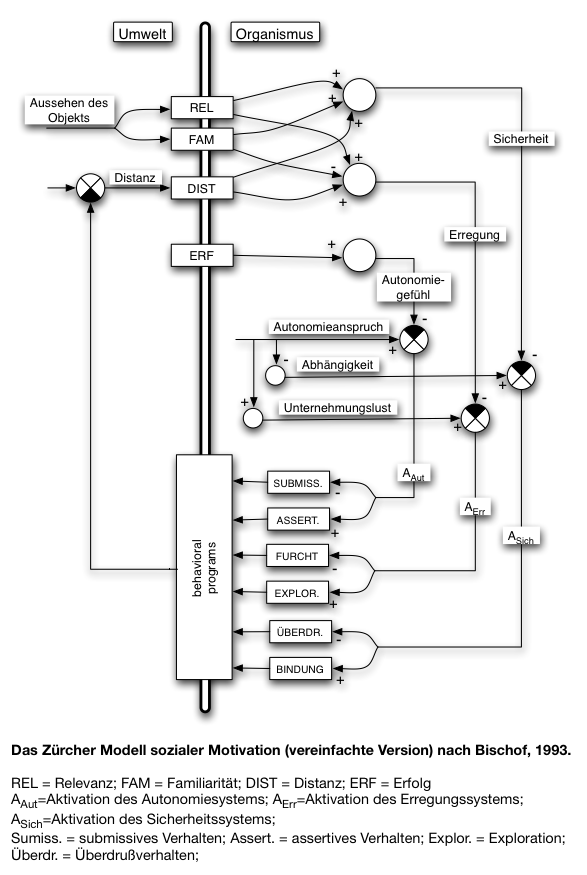 Umwelt
Organismus
Aussehen des
Objekts
REL
FAM
Distanz
DIST
ERF
+
+
+
+
-
+
+
Sicherheit
Erregung
Autonomie-
gefühl
-
Autonomieanspruch
+
-
Abhängigkeit
+
-
+
Unternehmungslust
+
-
behavioral
programs
SUBMISS.
-
ASSERT.
+
FURCHT
-
EXPLOR.
+
ÜBERDR.
-
BINDUNG
+
AAut
AErr
ASich
Das Zürcher Modell sozialer Motivation (vereinfachte Version) nach Bischof, 1993.
REL = Relevanz; FAM = Familiarität; DIST = Distanz; ERF = Erfolg
AAut=Aktivation des Autonomiesystems; AErr=Aktivation des Erregungssystems;
ASich=Aktivation des Sicherheitssystems;
Sumiss. = submissives Verhalten; Assert. = assertives Verhalten; Explor. = Exploration;
Überdr. = Überdrußverhalten;